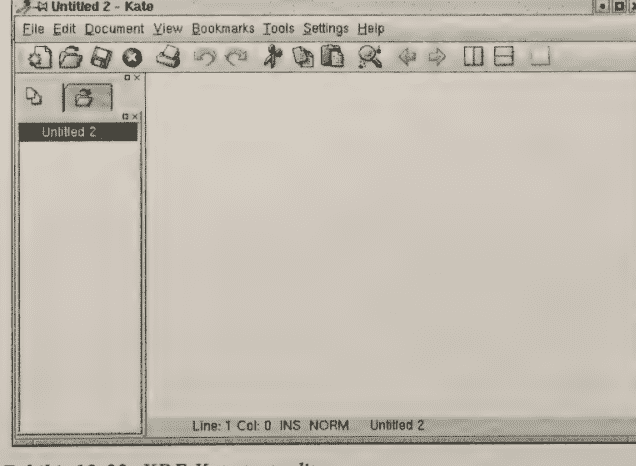 Untitled 2 - Kate
File Edit Document View Bookmarks Tools Settings Help
Untitled 2
Line: 1 Col: 0 INS NORM Untitled 2
KDE